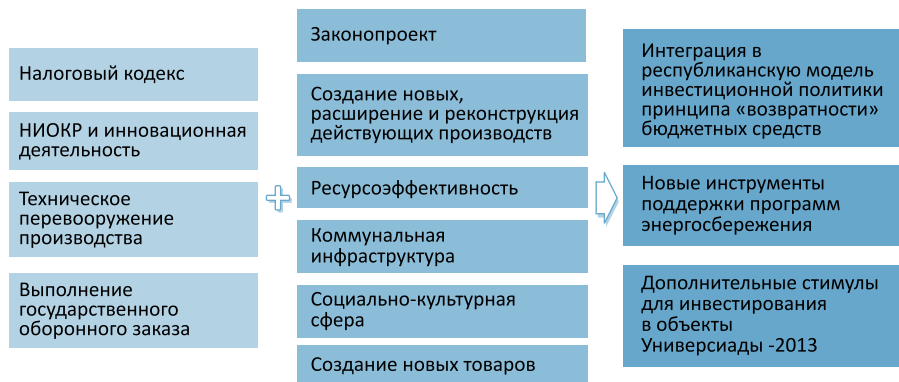 Налоговый кодекс
НИОКР и инновационная
деятельность
Техническое
перевооружение
производства
Выполнение
государственного
оборонного заказа
Законопроект
Создание новых,
расширение и реконструкция
действующих производств
Ресурсоэффективность
Коммунальная
инфраструктура
Социально-культурная
сфера
Создание новых товаров
Интеграция в
республиканскую модель
инвестиционной политики
принципа «возвратности»
бюджетных средств
Новые инструменты
поддержки программ
энергосбережения
Дополнительные стимулы
для инвестирования
в объекты
Универсиады -2013